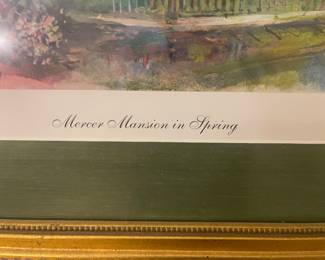 Mercer Mansion in Spring